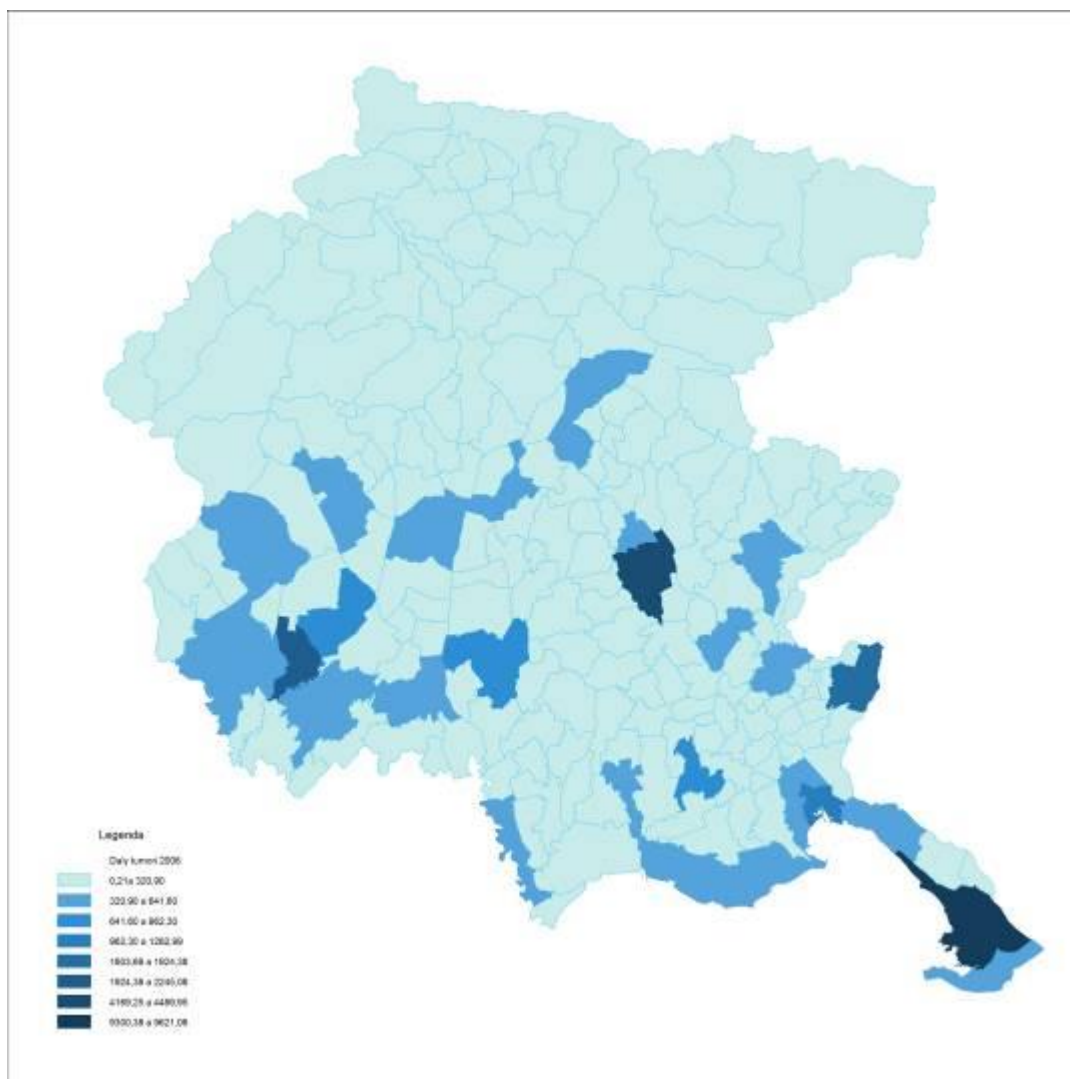 Legenda
Daly tumori 2006
0,21a 320,90
320,90 a 641,60
641,60 a 962,30
962,30 a 1282,99
1603,69 a 1924,38
1924,38 a 2245,08
4169,25 a 4489,95
9300,38 a 9621,08